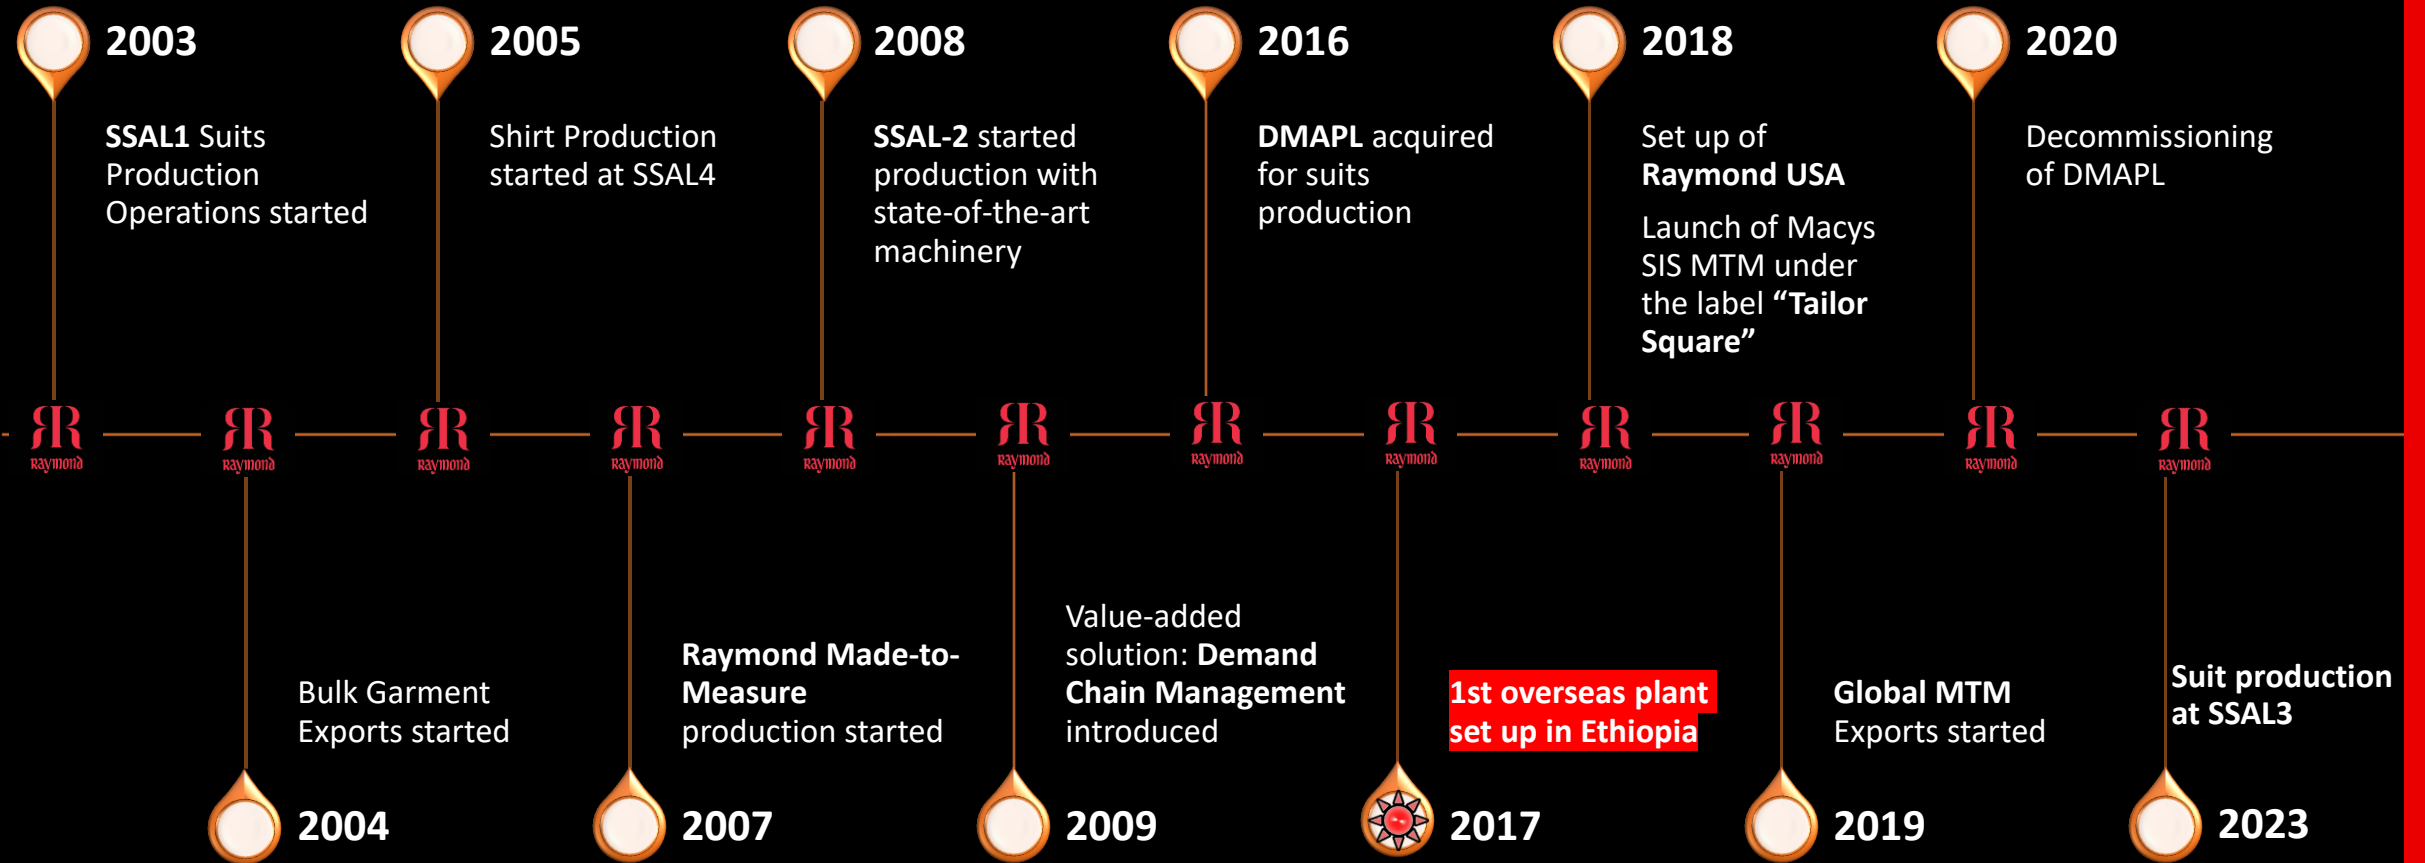 2003
SSAL1 Suits
Production
Operations started
2005
Shirt Production
started at SSAL4
2008
SSAL-2 started
production with
state-of-the-art
machinery
2016
DMAPL acquired
for suits
production
2018
Set up of
Raymond USA
Launch of Macys
SIS MTM under
the label “Tailor
Square”
2020
Decommissioning
of DMAPL
Raymond
Raymond
Raymond
Raymond
Raymond
Raymond
Raymond
Raymond
Raymond
Raymond
Raymond
Raymond
Bulk Garment
Exports started
2004
Raymond Made-to-
Measure
production started
2007
Value-added
solution: Demand
Chain Management
introduced
2009
1st overseas plant
set up in Ethiopia
2017
Global MTM
Exports started
2019
Suit production
at SSAL3
2023